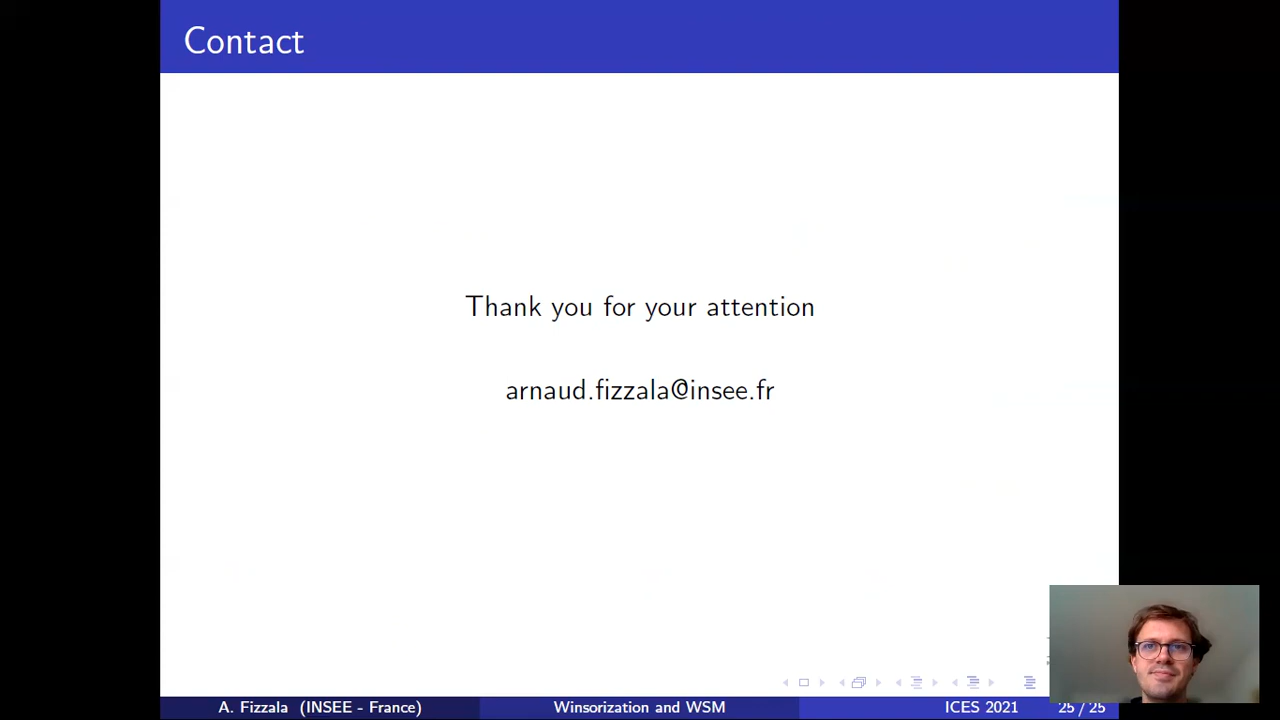 Contact
Thank you for your attention
arnaud.fizzala@insee.fr
A. Fizzala (INSEE - France)
Winsorization and WSM
ICES 2021
25 / 25